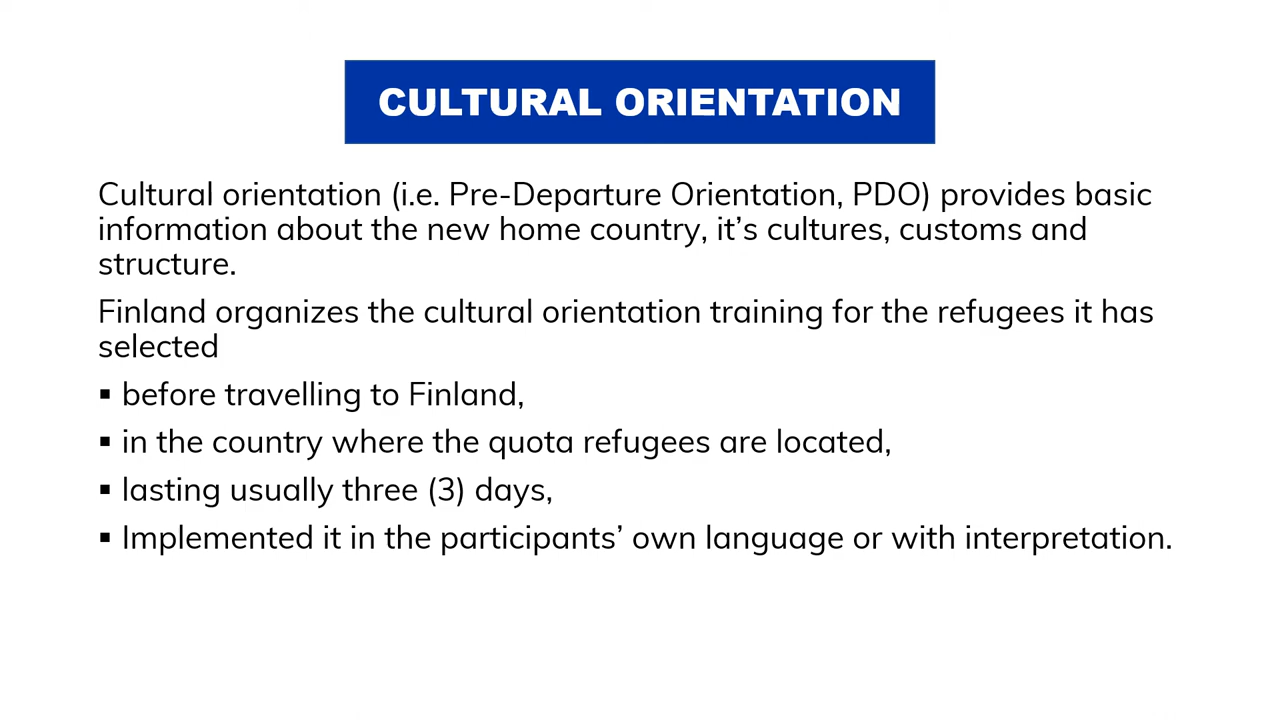 CULTURAL ORIENTATION
Cultural orientation (i.e. Pre-Departure Orientation, PDO) provides basic
information about the new home country, it’s cultures, customs and
structure.
Finland organizes the cultural orientation training for the refugees it has
selected
▪ before travelling to Finland,
▪ in the country where the quota refugees are located,
▪ lasting usually three (3) days,
▪ Implemented it in the participants’ own language or with interpretation.